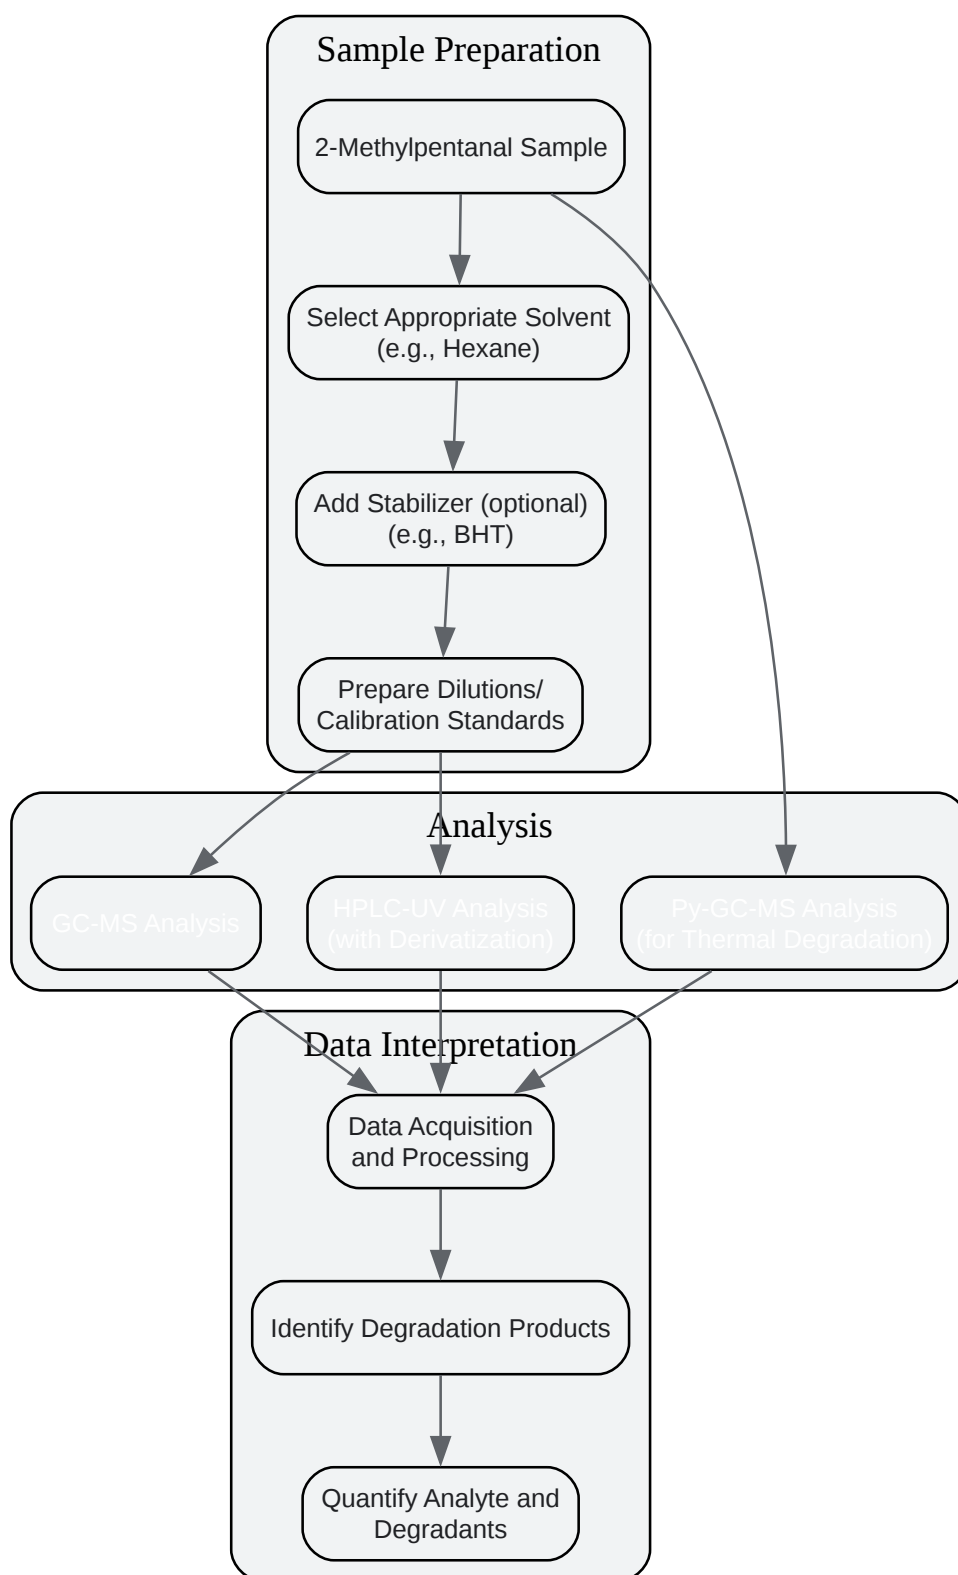 Sample Preparation
2-Methylpentanal Sample
Select Appropriate Solvent
(e.g., Hexane)
Add Stabilizer (optional)
(e.g., BHT)
Prepare Dilutions/
Calibration Standards
Analysis
GC-MS Analysis
HPLC-UV Analysis
(with Derivatization)
Py-GC-MS Analysis
(for Thermal Degradation)
Data Interpretation
Data Acquisition
and Processing
Identify Degradation Products
Quantify Analyte and
Degradants